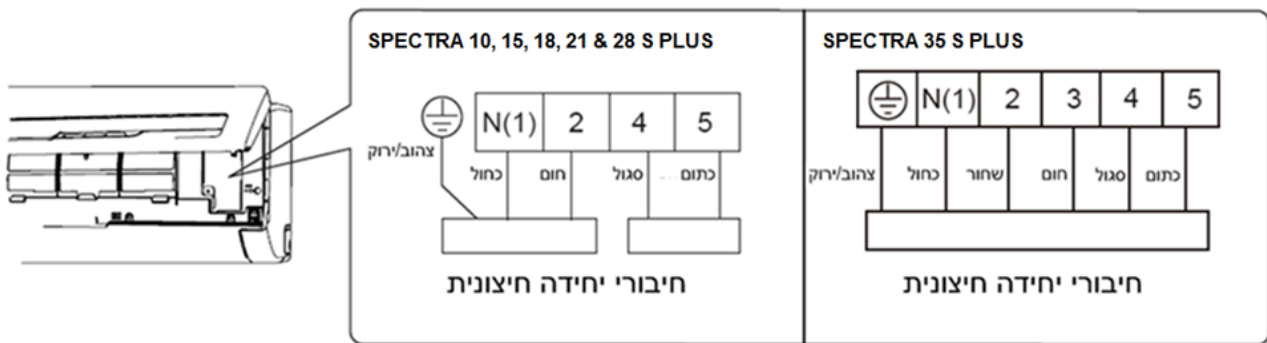 SPECTRA 10, 15, 18, 21 & 28 S PLUS
N(1) 2 4 5
צהוב/ירוק
כחול
חום
סגול
כתום
חיבורי יחידה חיצונית
SPECTRA 35 S PLUS
N(1) 2 3 4 5
צהוב/ירוק
כחול
שחור
חום
סגול
כתום
חיבורי יחידה חיצונית